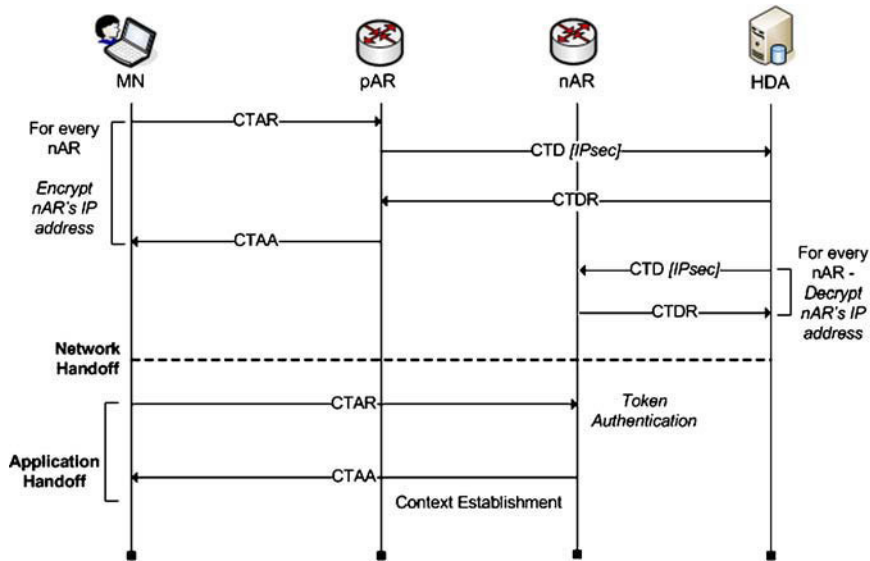 MN
pAR
nAR
HDA
For every
nAR
Encrypt
nAR's IP
address
CTAR
CTD [IPsec]
CTDR
CTAA
CTD [IPsec]
CTDR
For every
nAR -
Decrypt
nAR's IP
address
Network
Handoff
CTAR
Token
Authentication
Application
Handoff
CTAA
Context Establishment